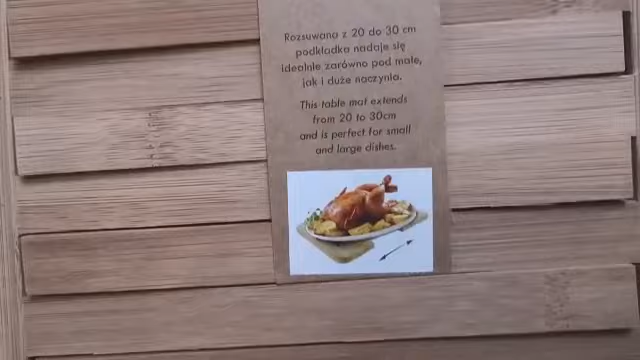 Rozsuwana z 20 do 30 cm
podkładka nadaje się
idealnie zarówno pod małe,
jak i duże naczynia.
This table mat extends
from 20 to 30cm
and is perfect for small
and large dishes.